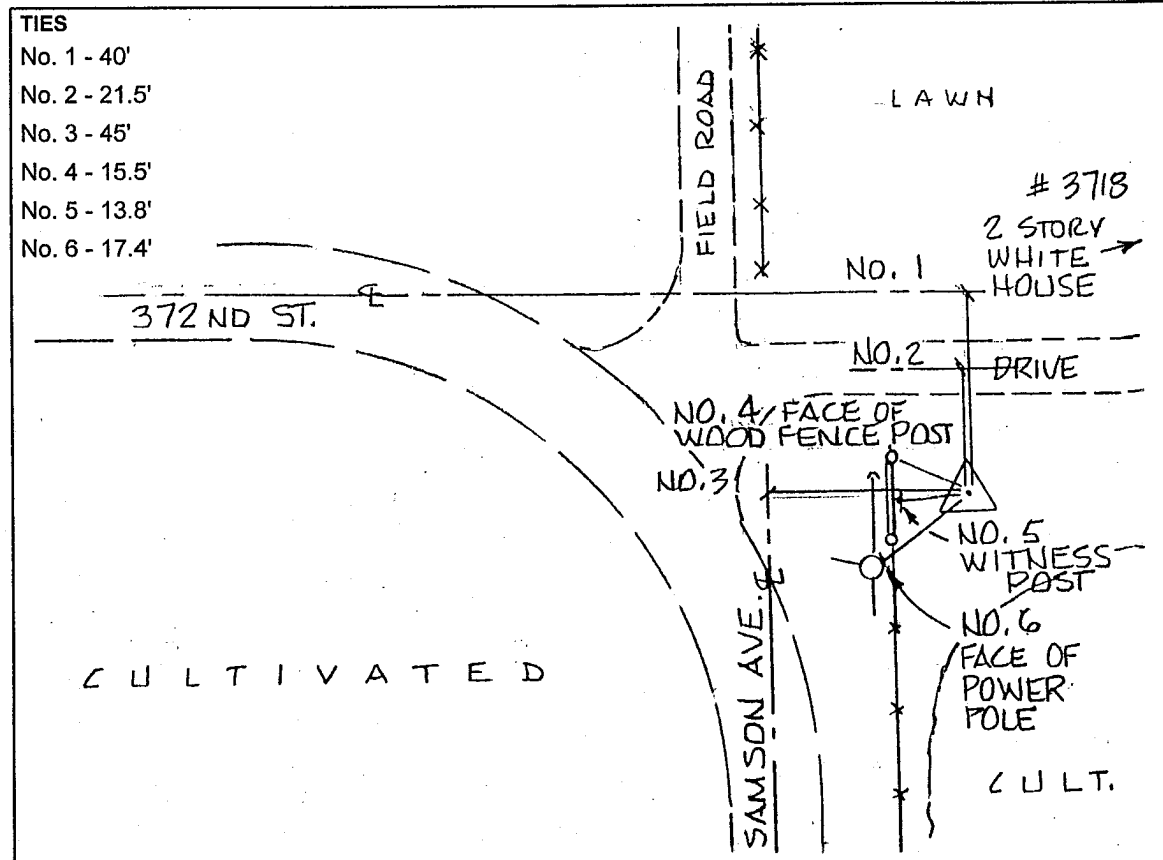 TIES
No. 1 - 40'
No. 2 - 21.5'
No. 3 - 45'
No. 4 - 15.5'
No. 5 - 13.8'
No. 6 - 17.4'
FIELD ROAD
LAWN
# 3718
2 STORY
WHITE
HOUSE
NO. 1
℄
372ND ST.
NO. 2
DRIVE
NO. 4 FACE OF
WOOD FENCE POST
NO. 3
NO. 5
WITNESS
POST
NO. 6
FACE OF
POWER
POLE
SAMSON AVE. ℄
CULTIVATED
CULT.